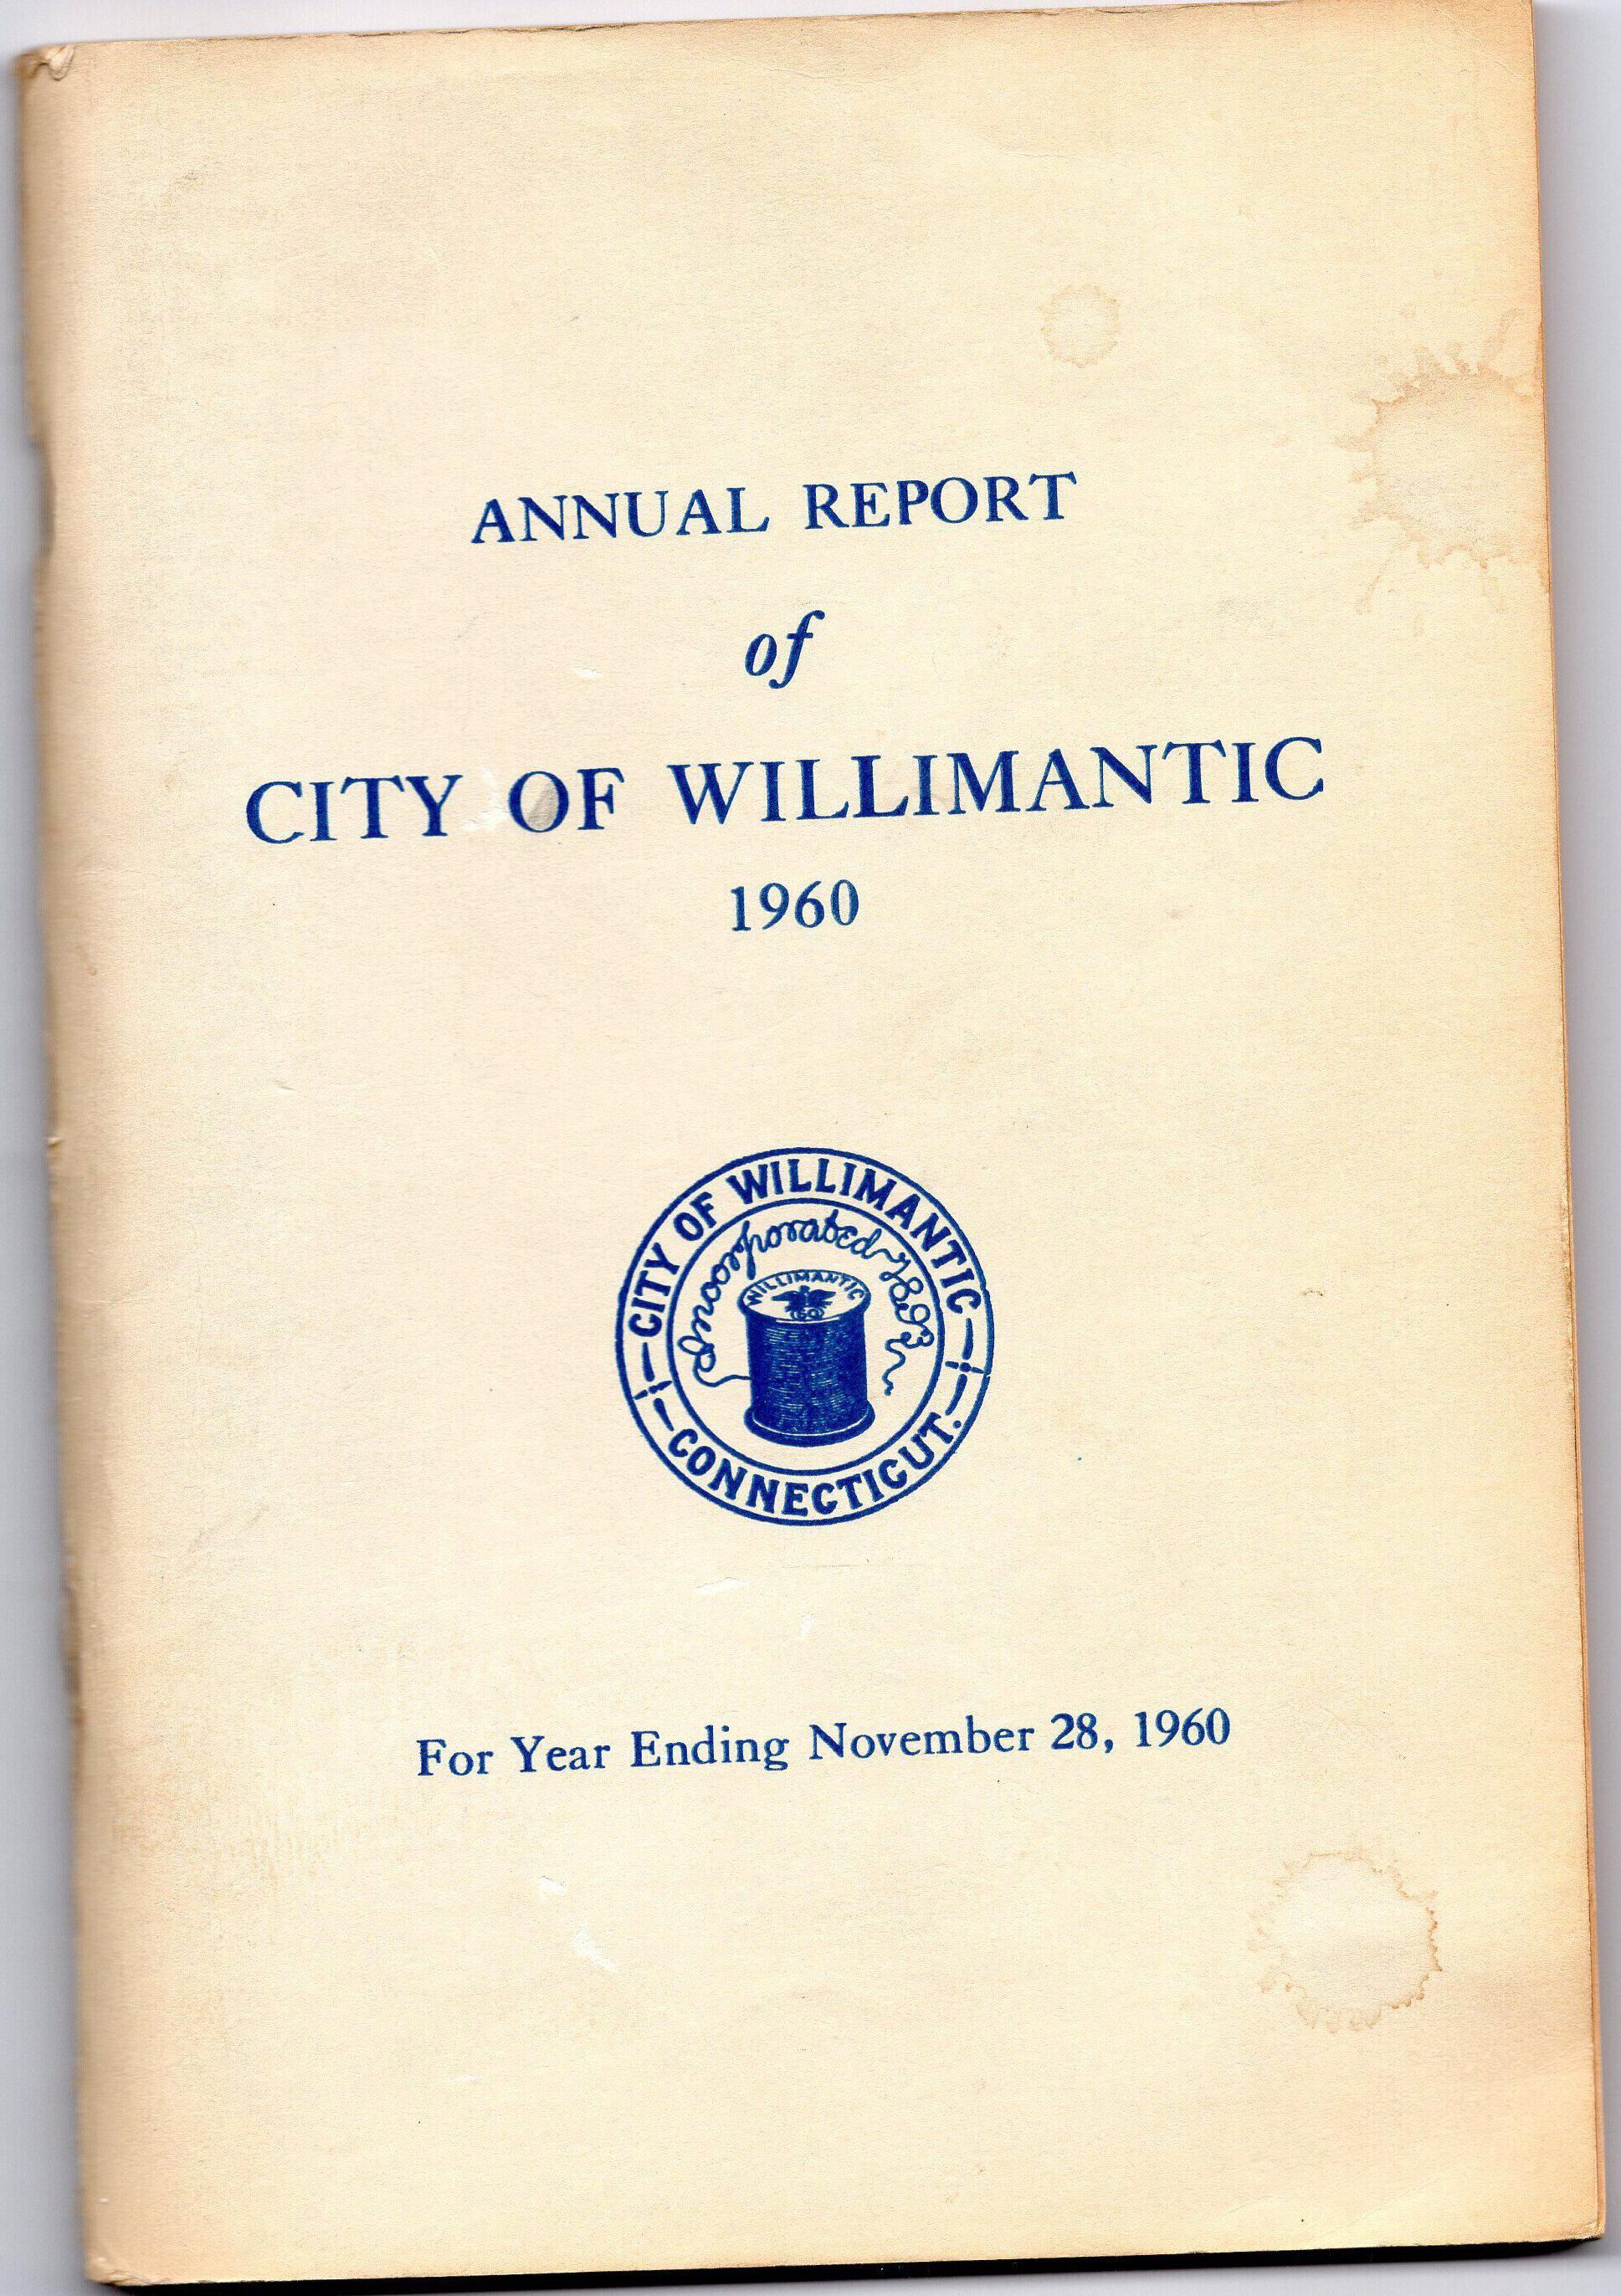 ANNUAL REPORT
of
CITY OF WILLIMANTIC
1960
CITY OF WILLIMANTIC
Incorporated 1893
WILLIMANTIC
CO
CONNECTICUT.
For Year Ending November 28, 1960